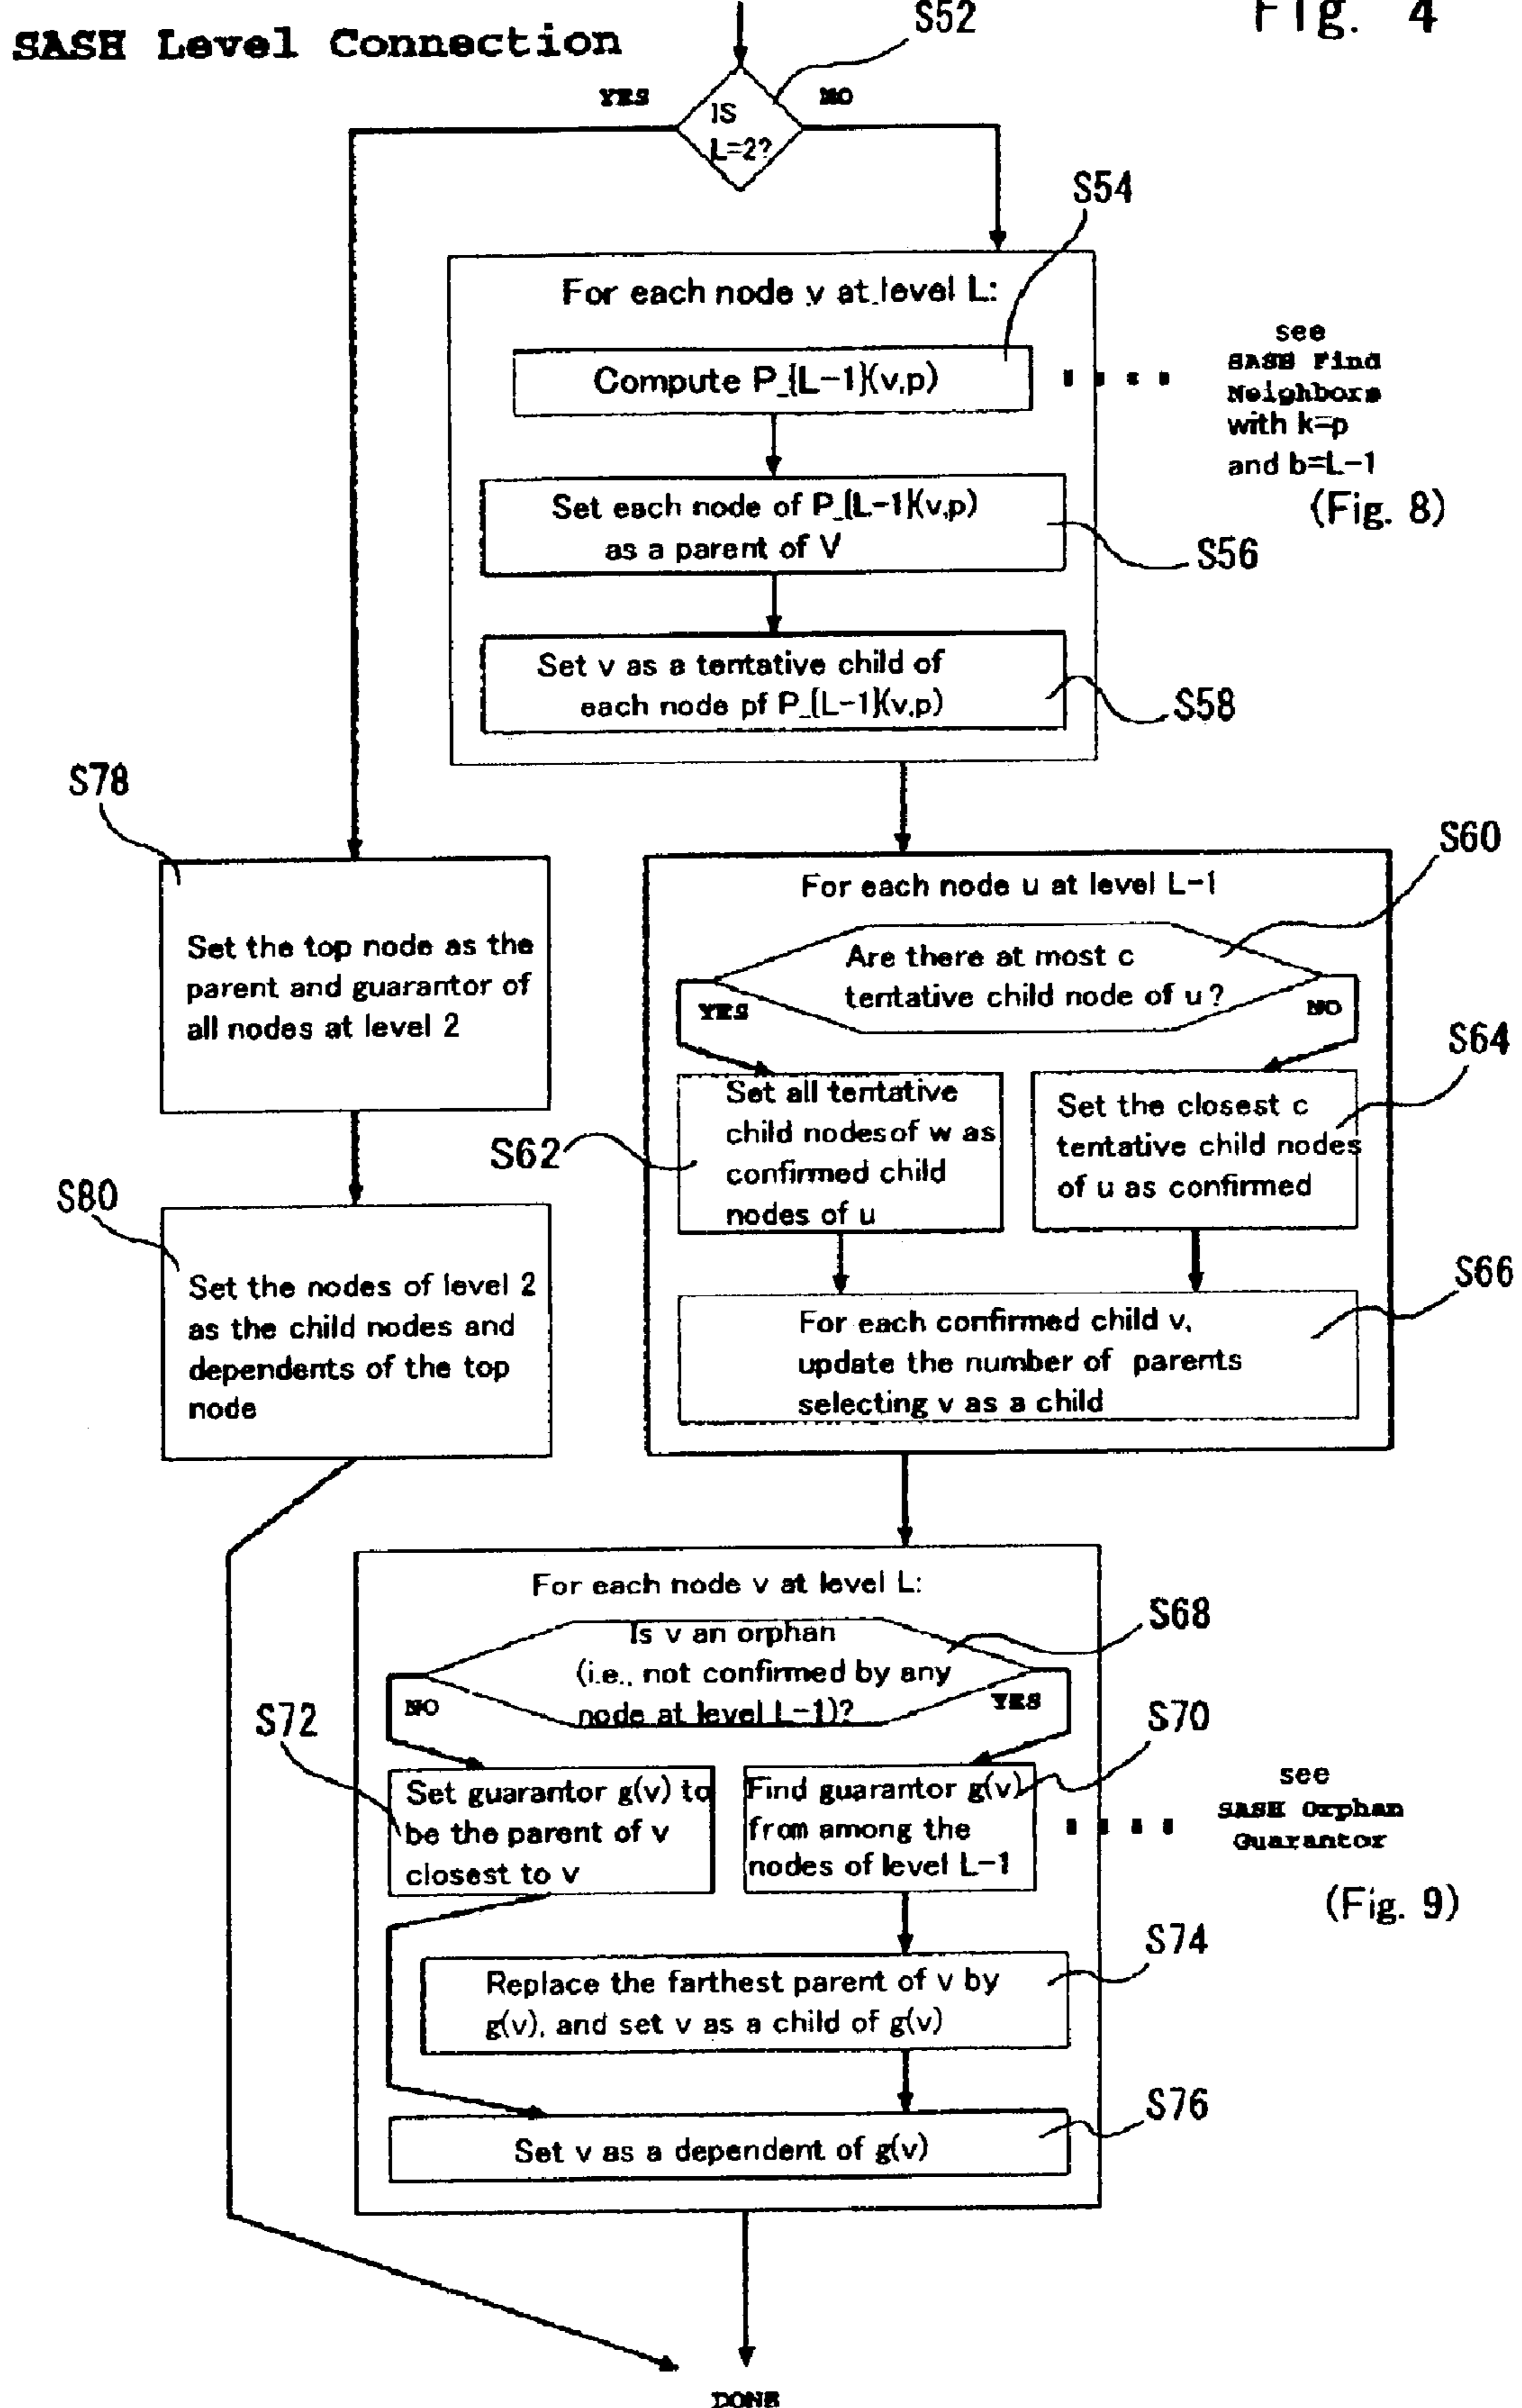 Fig. 4
SASH Level Connection
S52
YES
NO
IS
L=2?
S54
For each node v at level L:
Compute P_{L-1}(v,p)
see
SASH Find
Neighbors
with k=p
and b=L-1
(Fig. 8)
Set each node of P_{L-1}(v,p)
as a parent of V
S56
Set v as a tentative child of
each node pf P_{L-1}(v,p)
S58
S78
Set the top node as the
parent and guarantor of
all nodes at level 2
S60
For each node u at level L-1
Are there at most c
tentative child node of u?
YES
NO
S64
S62
Set all tentative
child nodes of w as
confirmed child
nodes of u
Set the closest c
tentative child nodes
of u as confirmed
S80
Set the nodes of level 2
as the child nodes and
dependents of the top
node
S66
For each confirmed child v,
update the number of parents
selecting v as a child
For each node v at level L:
S68
Is v an orphan
(i.e., not confirmed by any
node at level L-1)?
NO
YES
S72
S70
Set guarantor g(v) to
be the parent of v
closest to v
Find guarantor g(v)
from among the
nodes of level L-1
see
SASH Orphan
Guarantor
(Fig. 9)
S74
Replace the farthest parent of v by
g(v), and set v as a child of g(v)
S76
Set v as a dependent of g(v)
DONE